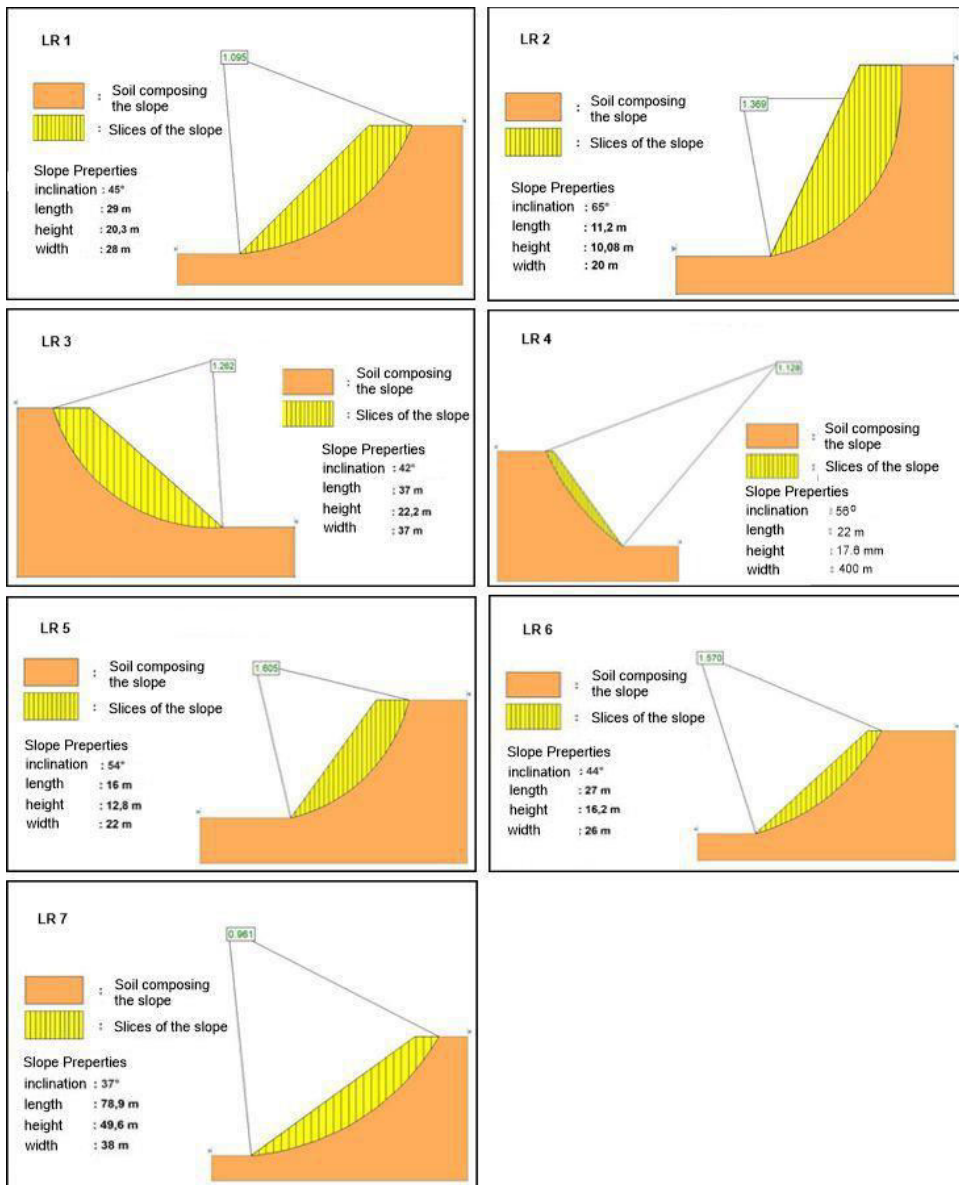 LR 1
1.095
: Soil composing
the slope
: Slices of the slope
Slope Preperties
inclination : 45°
length : 29 m
height : 20,3 m
width : 28 m
LR 2
1.369
: Soil composing
the slope
: Slices of the slope
Slope Preperties
inclination : 65°
length : 11,2 m
height : 10,08 m
width : 20 m
LR 3
1.262
: Soil composing
the slope
: Slices of the slope
Slope Preperties
inclination : 42°
length : 37 m
height : 22,2 m
width : 37 m
LR 4
1.128
: Soil composing
the slope
: Slices of the slope
Slope Preperties
inclination : 56°
length : 22 m
height : 17.6 mm
width : 400 m
LR 5
1.605
: Soil composing
the slope
: Slices of the slope
Slope Preperties
inclination : 54°
length : 16 m
height : 12,8 m
width : 22 m
LR 6
1.570
: Soil composing
the slope
: Slices of the slope
Slope Preperties
inclination : 44°
length : 27 m
height : 16,2 m
width : 26 m
LR 7
0.961
: Soil composing
the slope
: Slices of the slope
Slope Preperties
inclination : 37°
length : 78,9 m
height : 49,6 m
width : 38 m